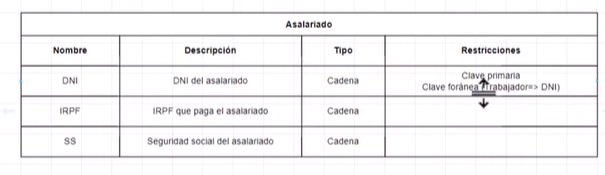 Asalariado
Nombre Descripción Tipo Restricciones
DNI DNI del asalariado Cadena Clave primaria
Clave foránea (Trabajador=> DNI)
IRPF IRPF que paga el asalariado Cadena
SS Seguridad social del asalariado Cadena